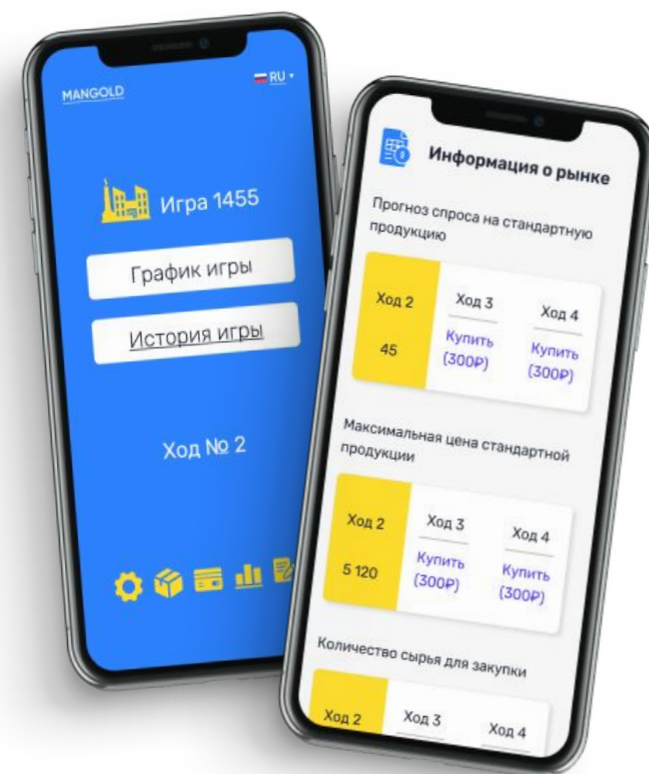 MANGOLD
RU
Игра 1455
График игры
История игры
Ход № 2
Информация о рынке
Прогноз спроса на стандартную
продукцию
Ход 2
Ход 3
Ход 4
45
Купить
(300₽)
Купить
(300₽)
Максимальная цена стандартной
продукции
Ход 2
Ход 3
Ход 4
5 120
Купить
(300₽)
Купить
(300₽)
Количество сырья для закупки
Ход 2
Ход 3
Ход 4